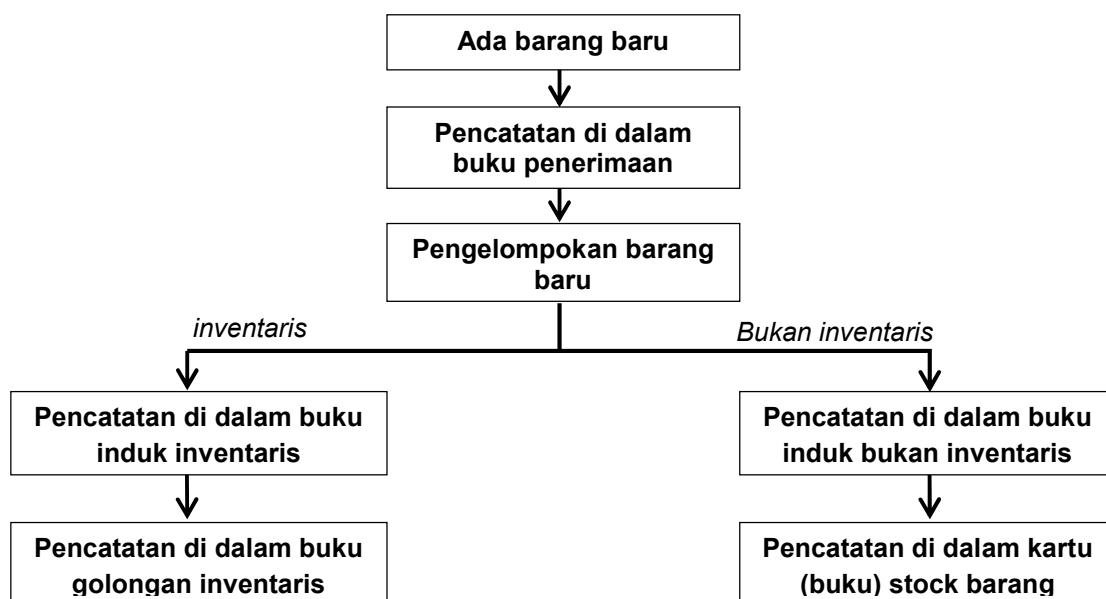 Ada barang baru
Pencatatan di dalam
buku penerimaan
Pengelompokan barang
baru
inventaris
Bukan inventaris
Pencatatan di dalam buku
induk inventaris
Pencatatan di dalam buku
induk bukan inventaris
Pencatatan di dalam buku
golongan inventaris
Pencatatan di dalam kartu
(buku) stock barang